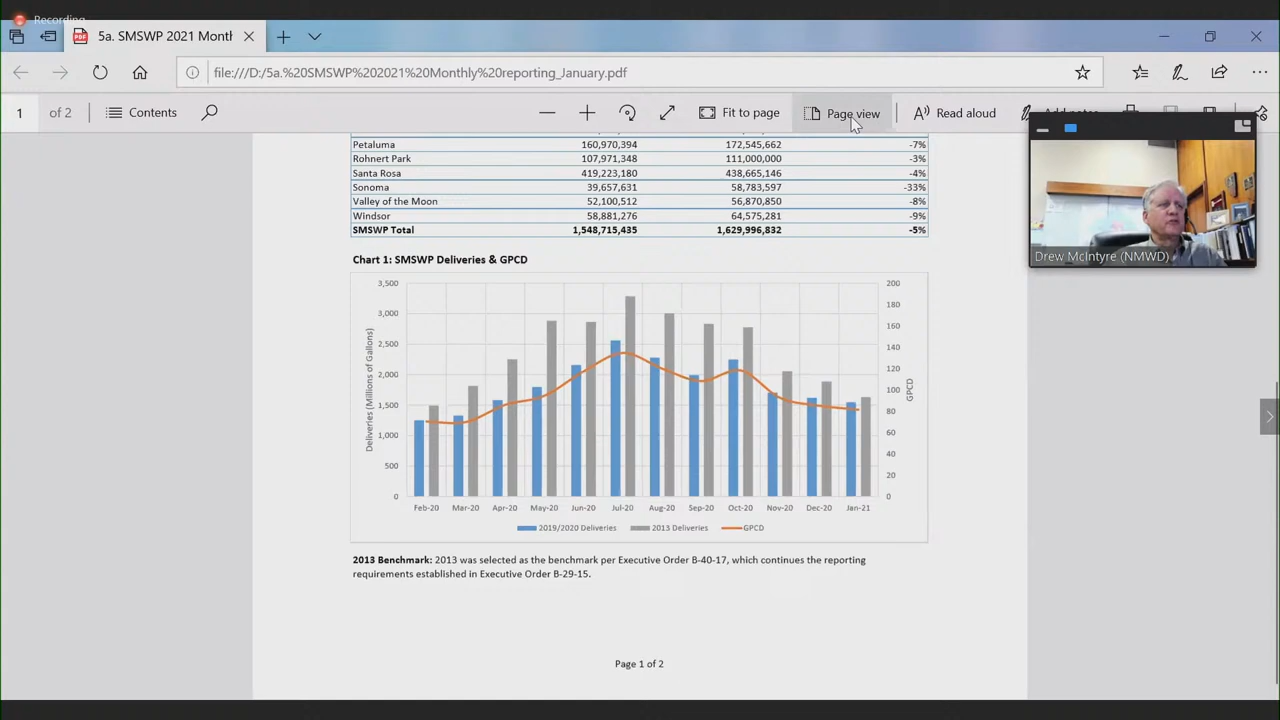 Recording
5a. SMSWP 2021 Month
file:///D:/5a.%20SMSWP%202021%20Monthly%20reporting_January.pdf
1 of 2 Contents Fit to page Page view Read aloud Add notes
Petaluma 160,970,394 172,545,662 -7%
Rohnert Park 107,971,348 111,000,000 -3%
Santa Rosa 419,223,180 438,665,146 -4%
Sonoma 39,657,631 58,783,597 -33%
Valley of the Moon 52,100,512 56,870,850 -8%
Windsor 58,881,276 64,575,281 -9%
SMSWP Total 1,548,715,435 1,629,996,832 -5%
Drew McIntyre (NMWD)
Chart 1: SMSWP Deliveries & GPCD
3,500 200
180
3,000
160
2,500 140
2,000 120
100
1,500 80
1,000 60
40
500
20
0 0
Deliveries (Millions of Gallons)
GPCD
Feb-20 Mar-20 Apr-20 May-20 Jun-20 Jul-20 Aug-20 Sep-20 Oct-20 Nov-20 Dec-20 Jan-21
2019/2020 Deliveries 2013 Deliveries GPCD
2013 Benchmark: 2013 was selected as the benchmark per Executive Order B-40-17, which continues the reporting
requirements established in Executive Order B-29-15.
Page 1 of 2